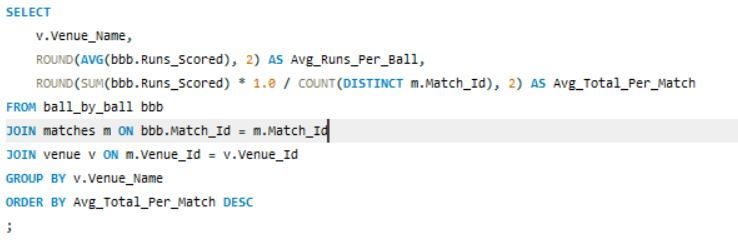 SELECT
v.Venue_Name,
ROUND(AVG(bbb.Runs_Scored), 2) AS Avg_Runs_Per_Ball,
ROUND(SUM(bbb.Runs_Scored) * 1.0 / COUNT(DISTINCT m.Match_Id), 2) AS Avg_Total_Per_Match
FROM ball_by_ball bbb
JOIN matches m ON bbb.Match_Id = m.Match_Id
JOIN venue v ON m.Venue_Id = v.Venue_Id
GROUP BY v.Venue_Name
ORDER BY Avg_Total_Per_Match DESC
;